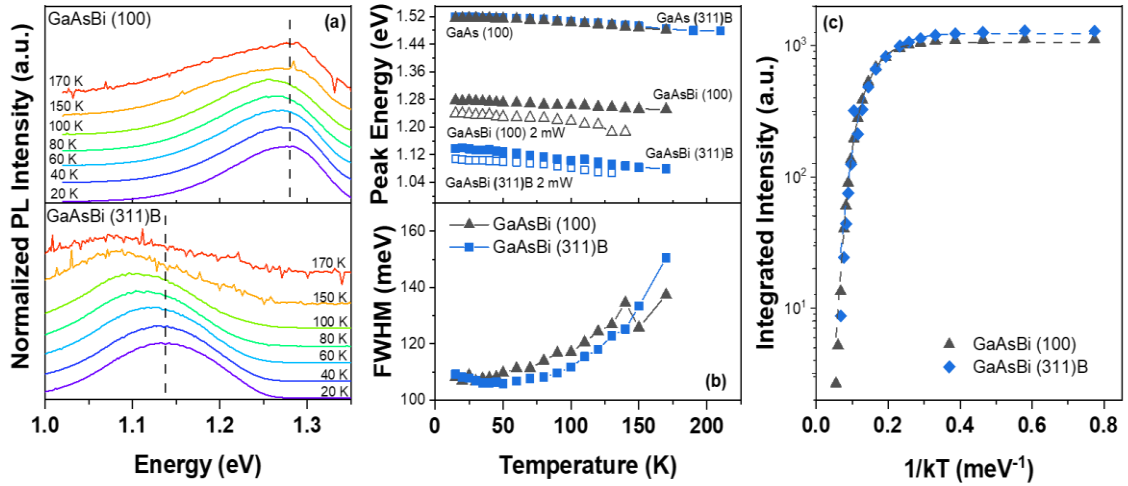 GaAsBi (100)
(a)
170 K
150 K
100 K
80 K
60 K
40 K
20 K
GaAsBi (311)B
170 K
150 K
100 K
80 K
60 K
40 K
20 K
Normalized PL Intensity (a.u.)
1.0
1.1
1.2
1.3
Energy (eV)
Peak Energy (eV)
1.52
1.44
1.36
1.28
1.20
1.12
1.04
GaAs (311)B
GaAs (100)
GaAsBi (100)
GaAsBi (100) 2 mW
GaAsBi (311)B
GaAsBi (311)B 2 mW
FWHM (meV)
160
140
120
100
GaAsBi (100)
GaAsBi (311)B
(b)
0
50
100
150
200
Temperature (K)
(c)
Integrated Intensity (a.u.)
10³
10²
10¹
GaAsBi (100)
GaAsBi (311)B
0.0
0.2
0.4
0.6
0.8
1/kT (meV⁻¹)